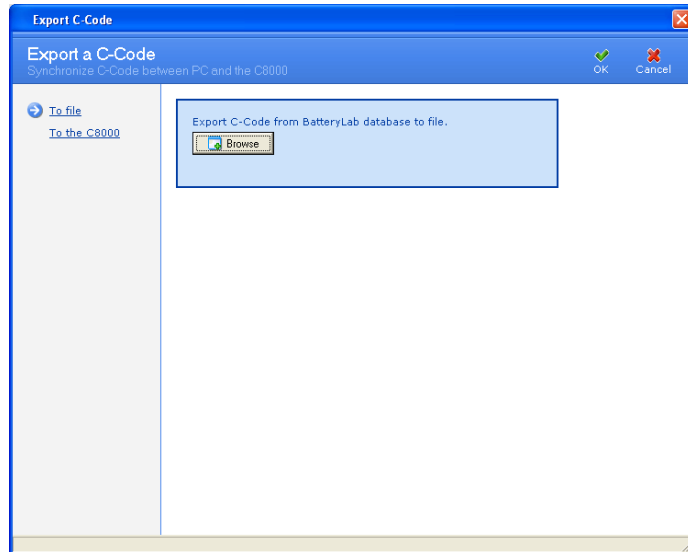 Export C-Code
Export a C-Code
Synchronize C-Code between PC and the C8000
OK
Cancel
To file
To the C8000
Export C-Code from BatteryLab database to file.
Browse